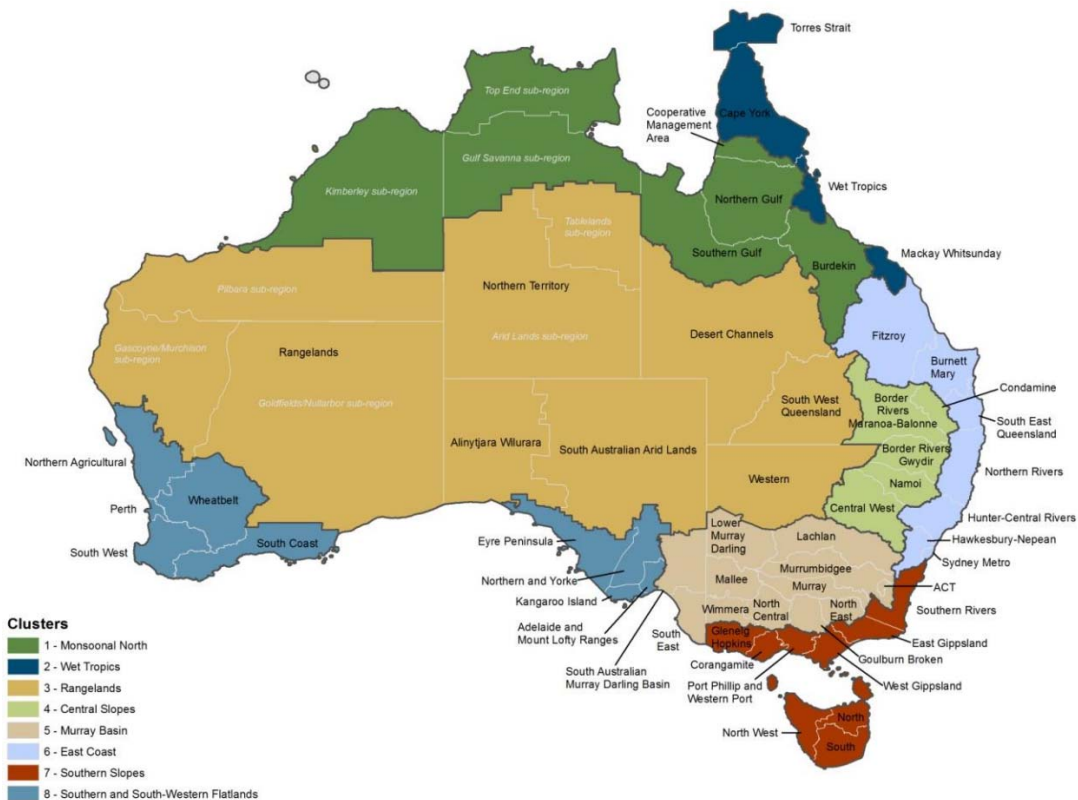 Torres Strait
Cape York
Cooperative
Management
Area
Top End sub-region
Gulf Savanna sub-region
Kimberley sub-region
Wet Tropics
Northern Gulf
Tablelands
sub-region
Southern Gulf
Mackay Whitsunday
Burdekin
Pilbara sub-region
Northern Territory
Arid Lands sub-region
Desert Channels
Fitzroy
Gascoyne/Murchison
sub-region
Rangelands
Burnett
Mary
Goldfields/Nullarbor sub-region
South West
Queensland
Border
Rivers
Maranoa-Balonne
Condamine
South East
Queensland
Alinytjara Wilurara
South Australian Arid Lands
Border Rivers
Gwydir
Northern Rivers
Northern Agricultural
Wheatbelt
Western
Namoi
Central West
Perth
Hunter-Central Rivers
South West
South Coast
Eyre Peninsula
Lower
Murray
Darling
Lachlan
Hawkesbury-Nepean
Sydney Metro
Northern and Yorke
Mallee
Murrumbidgee
Murray
ACT
Kangaroo Island
Wimmera
North
Central
North
East
Southern Rivers
Adelaide and
Mount Lofty Ranges
South
East
Glenelg
Hopkins
East Gippsland
South Australian
Murray Darling Basin
Corangamite
Goulburn Broken
Port Phillip and
Western Port
West Gippsland
North West
North
South
Clusters
1 - Monsoonal North
2 - Wet Tropics
3 - Rangelands
4 - Central Slopes
5 - Murray Basin
6 - East Coast
7 - Southern Slopes
8 - Southern and South-Western Flatlands